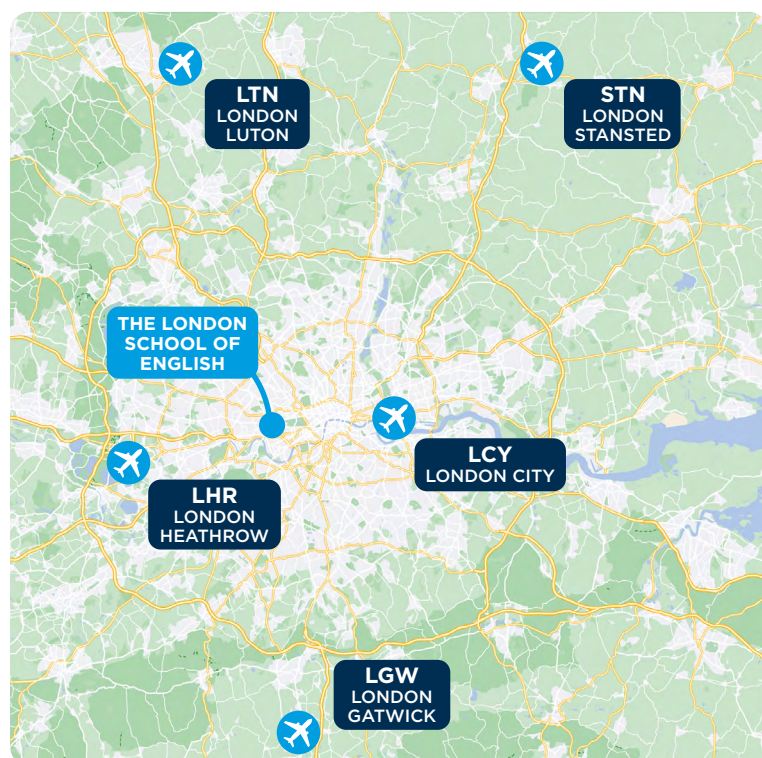 LTN
LONDON
LUTON
STN
LONDON
STANSTED
THE LONDON
SCHOOL OF
ENGLISH
LCY
LONDON CITY
LHR
LONDON
HEATHROW
LGW
LONDON
GATWICK